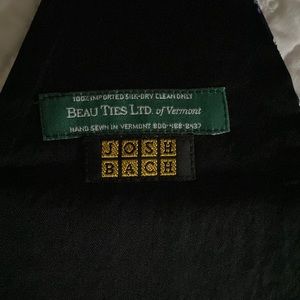 100% IMPORTED SILK-DRY CLEAN ONLY
BEAU TIES LTD. of Vermont
HAND SEWN IN VERMONT 800-488-8437
JOSH
BACH